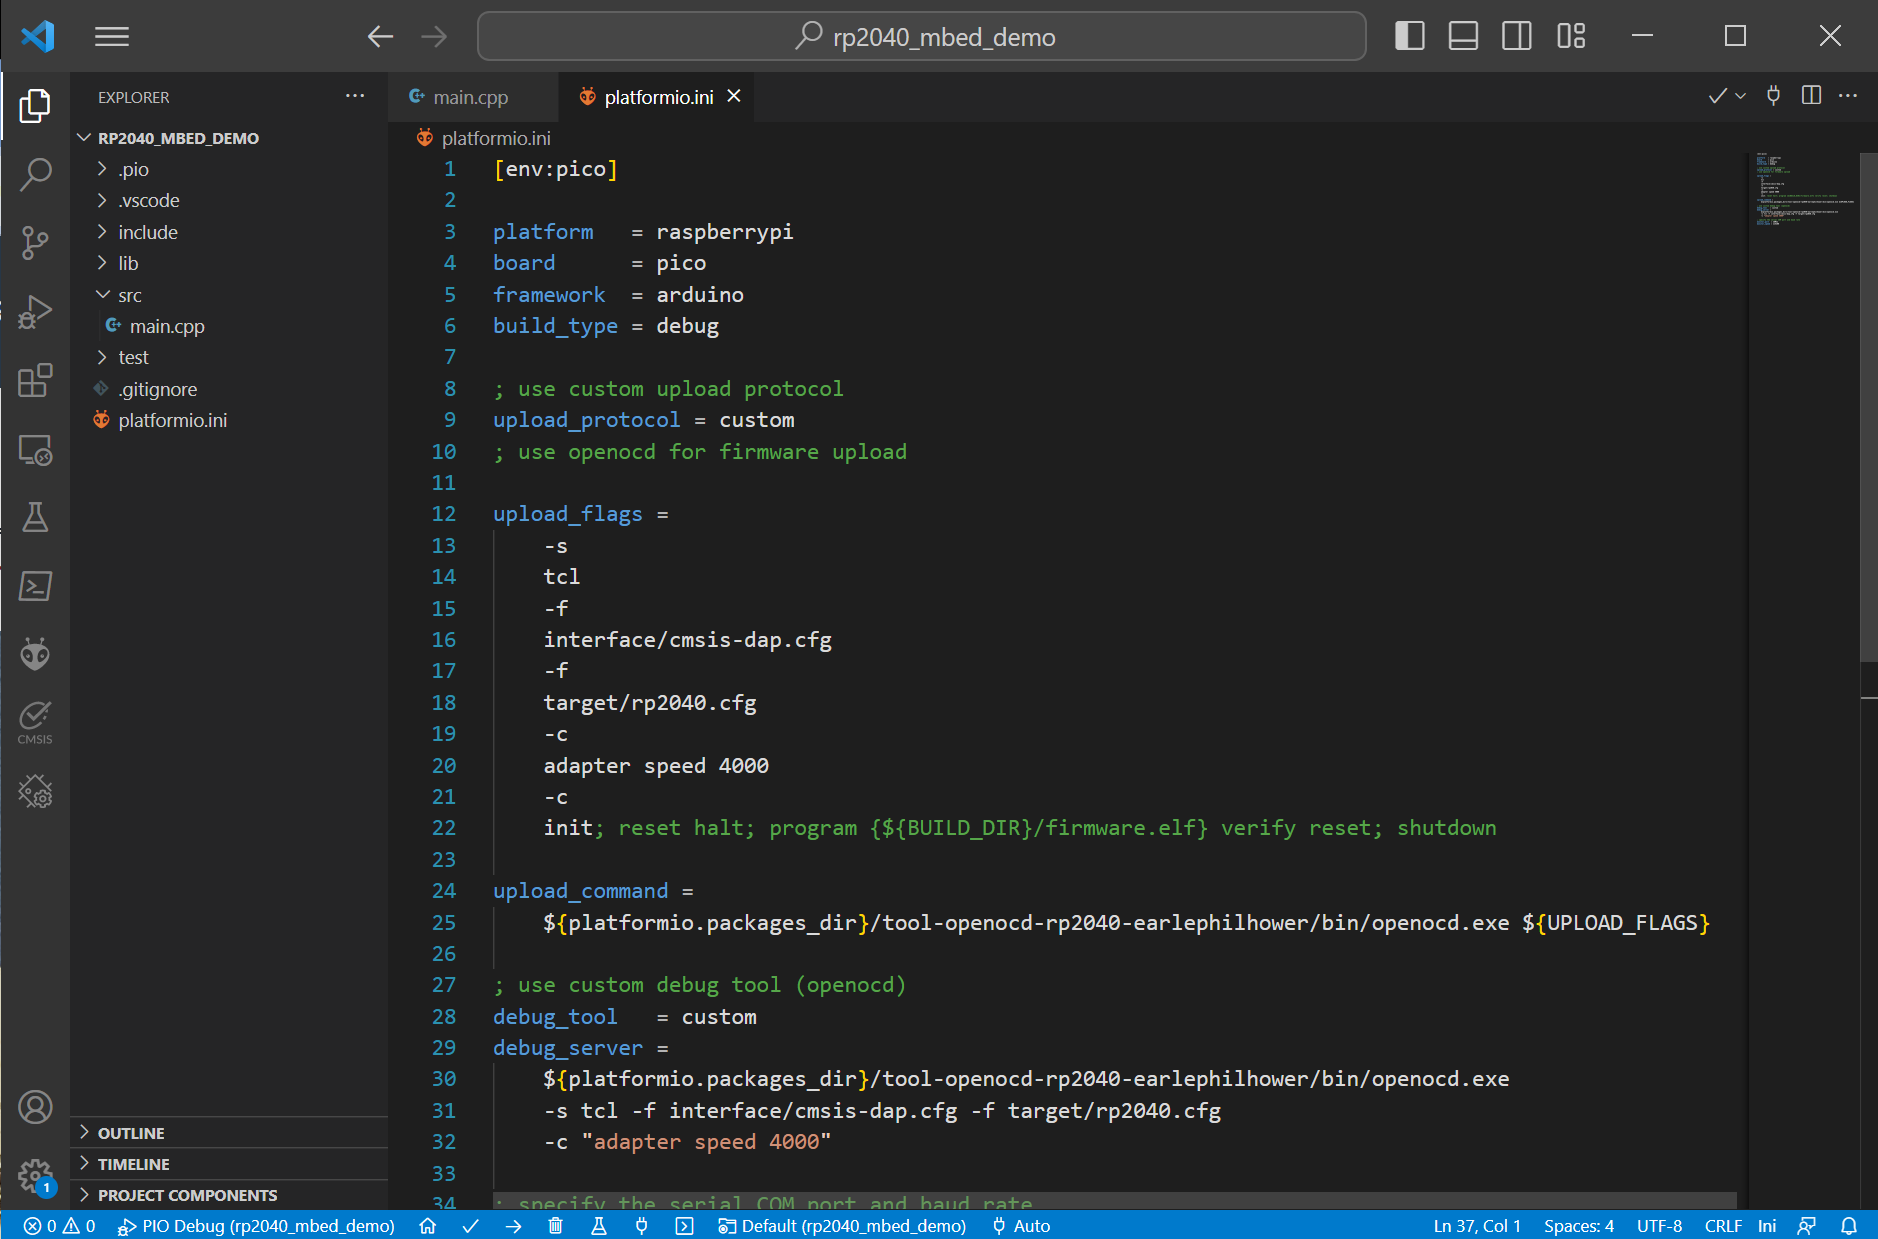 rp2040_mbed_demo
EXPLORER
RP2040_MBED_DEMO
.pio
.vscode
include
lib
src
main.cpp
test
.gitignore
platformio.ini
OUTLINE
TIMELINE
PROJECT COMPONENTS
CMSIS
1
main.cpp
platformio.ini
platformio.ini
1 [env:pico]
2
3 platform = raspberrypi
4 board = pico
5 framework = arduino
6 build_type = debug
7
8 ; use custom upload protocol
9 upload_protocol = custom
10 ; use openocd for firmware upload
11
12 upload_flags =
13 -s
14 tcl
15 -f
16 interface/cmsis-dap.cfg
17 -f
18 target/rp2040.cfg
19 -c
20 adapter speed 4000
21 -c
22 init; reset halt; program {${BUILD_DIR}/firmware.elf} verify reset; shutdown
23
24 upload_command =
25 ${platformio.packages_dir}/tool-openocd-rp2040-earlephilhower/bin/openocd.exe ${UPLOAD_FLAGS}
26
27 ; use custom debug tool (openocd)
28 debug_tool = custom
29 debug_server =
30 ${platformio.packages_dir}/tool-openocd-rp2040-earlephilhower/bin/openocd.exe
31 -s tcl -f interface/cmsis-dap.cfg -f target/rp2040.cfg
32 -c "adapter speed 4000"
33
34 ; specify the serial COM port and baud rate
0 0 PIO Debug (rp2040_mbed_demo) Default (rp2040_mbed_demo) Auto Ln 37, Col 1 Spaces: 4 UTF-8 CRLF Ini